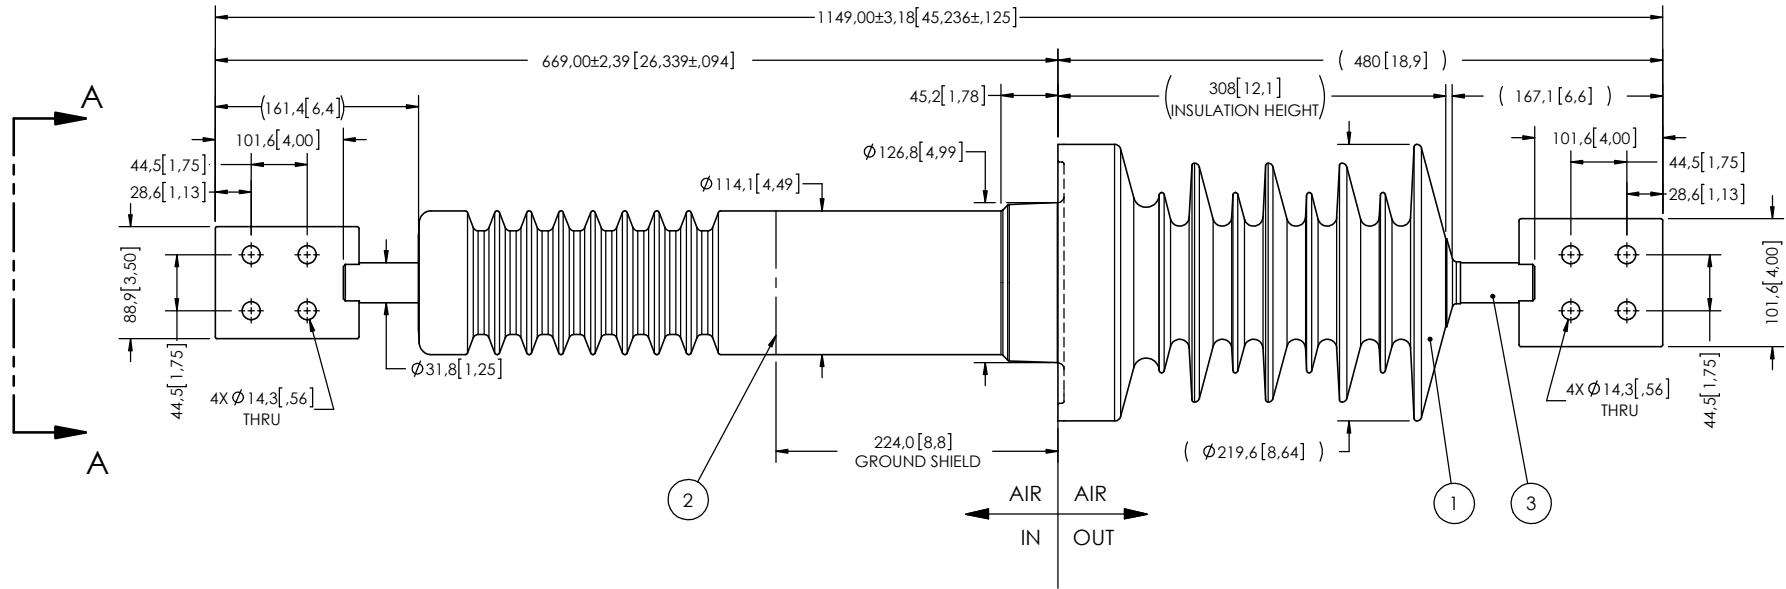 1149,00±3,18[45,236±,125]
669,00±2,39[26,339±,094]
( 480[18,9] )
A
(161,4[6,4])
45,2[1,78]
(308[12,1]
INSULATION HEIGHT)
( 167,1[6,6] )
101,6[4,00]
44,5[1,75]
28,6[1,13]
Ø126,8[4,99]
Ø114,1[4,49]
101,6[4,00]
44,5[1,75]
28,6[1,13]
88,9[3,50]
44,5[1,75]
Ø31,8[1,25]
4X Ø14,3[,56]
THRU
101,6[4,00]
44,5[1,75]
4X Ø14,3[,56]
THRU
224,0[8,8]
GROUND SHIELD
( Ø219,6[8,64] )
A
2
1
3
AIR AIR
IN OUT